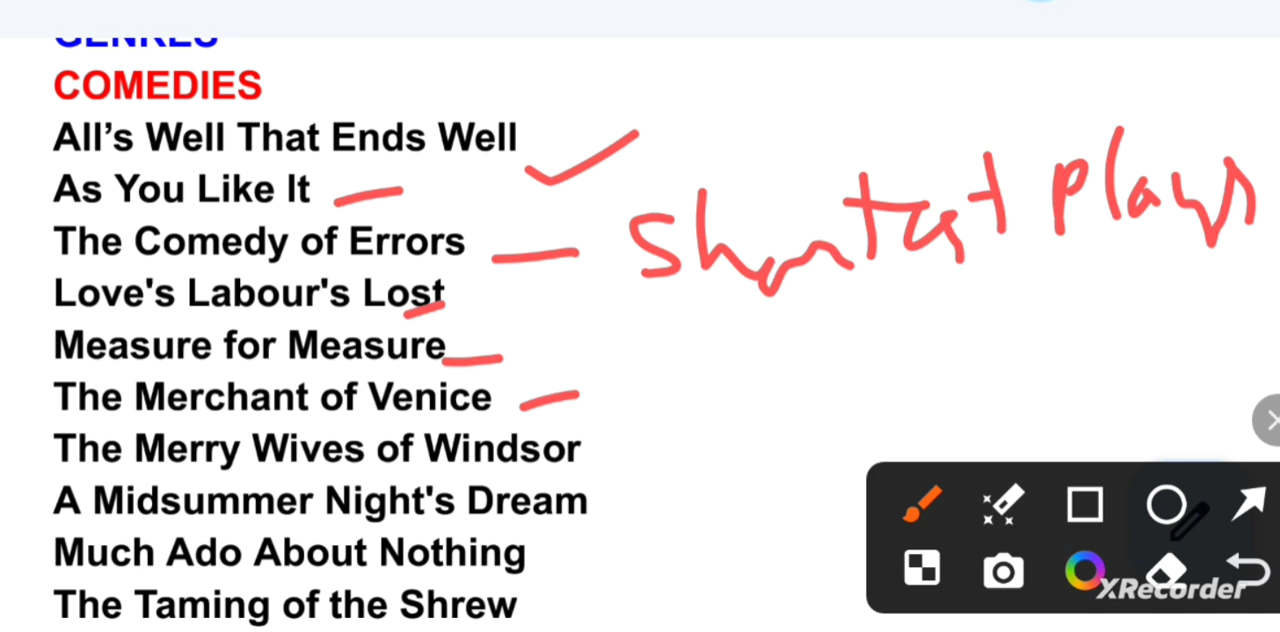 GENRES
COMEDIES
All's Well That Ends Well
As You Like It
The Comedy of Errors
shortest plays
Love's Labour's Lost
Measure for Measure
The Merchant of Venice
The Merry Wives of Windsor
A Midsummer Night's Dream
Much Ado About Nothing
The Taming of the Shrew
XRecorder